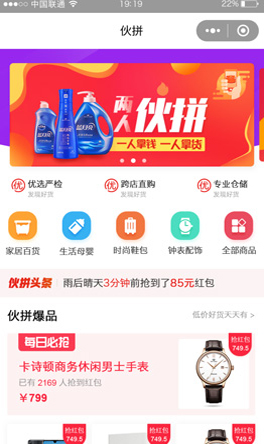 中国联通 19:19 22%
伙拼
两人伙拼
一人拿钱 一人拿货
优 优选严检 优 跨店直购 优 专业仓储
发现好货 发现好货 发现好货
家居百货 生活母婴 时尚鞋包 钟表配饰 全部商品
伙拼头条 雨后晴天3分钟前抢到了85元红包
伙拼爆品 低价好货天天有 >
每日必抢
抢红包
749.5
卡诗顿商务休闲男士手表
已有 2169 人抢到红包
¥799
抢红包 抢红包 抢红包
749.5 749.5 749.5